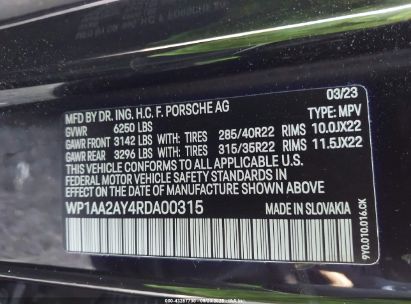 03/23
MFD BY DR. ING. H.C. F. PORSCHE AG TYPE: MPV
GVWR 6250 LBS
GAWR FRONT 3142 LBS WITH: TIRES 285/40R22 RIMS 10.0JX22
GAWR REAR 3296 LBS WITH: TIRES 315/35R22 RIMS 11.5JX22
THIS VEHICLE CONFORMS TO ALL APPLICABLE U.S.
FEDERAL MOTOR VEHICLE SAFETY STANDARDS IN
EFFECT ON THE DATE OF MANUFACTURE SHOWN ABOVE.
WP1AA2AY4RDA00315 MADE IN SLOVAKIA
9Y0.010.016.CK